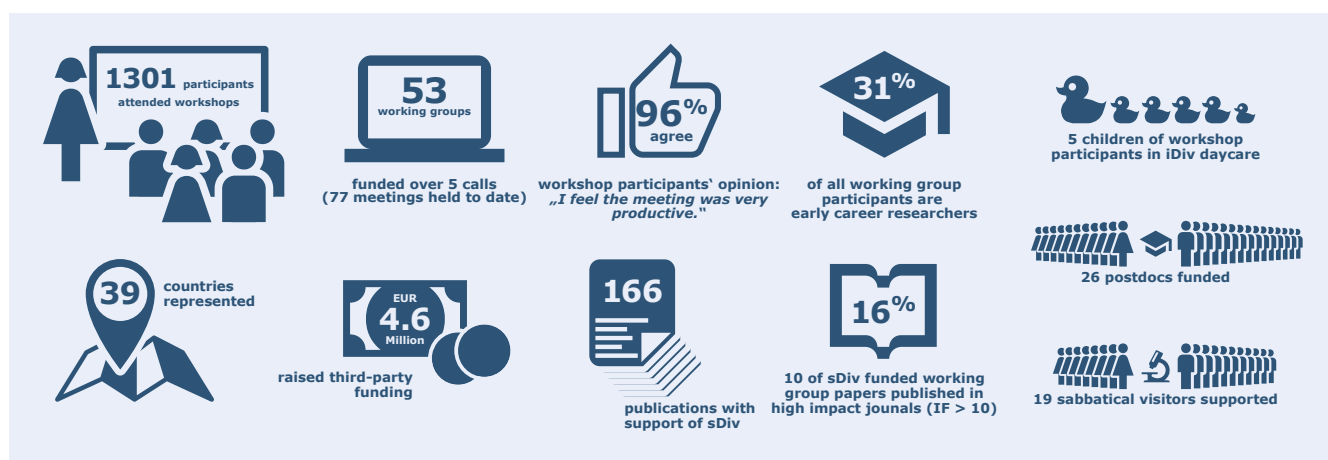 1301 participants
attended workshops
53
working groups
funded over 5 calls
(77 meetings held to date)
96%
agree
workshop participants‘ opinion:
„I feel the meeting was very
productive.“
31%
of all working group
participants are
early career researchers
5 children of workshop
participants in iDiv daycare
26 postdocs funded
39
countries
represented
EUR
4.6
Million
raised third-party
funding
166
publications with
support of sDiv
16%
10 of sDiv funded working
group papers published in
high impact jounals (IF > 10)
19 sabbatical visitors supported